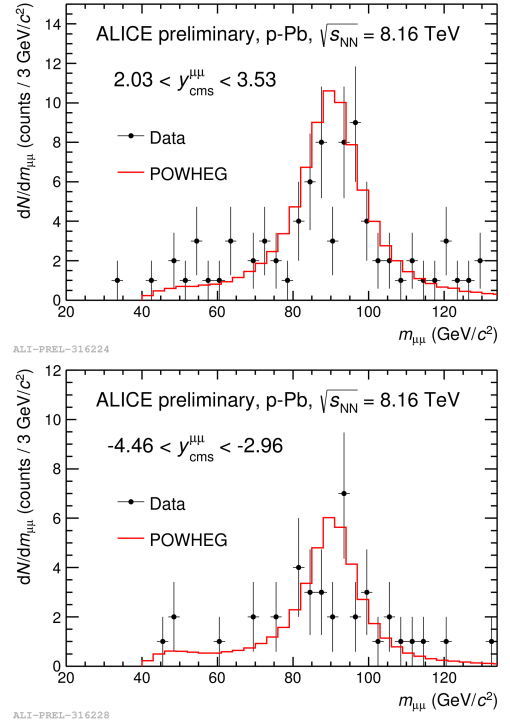 ALICE preliminary, p-Pb, √sNN = 8.16 TeV
2.03 < yμμcms < 3.53
Data
POWHEG
dN/dmμμ (counts / 3 GeV/c2)
14
12
10
8
6
4
2
0
20 40 60 80 100 120
mμμ (GeV/c2)
ALI-PREL-316224
ALICE preliminary, p-Pb, √sNN = 8.16 TeV
-4.46 < yμμcms < -2.96
Data
POWHEG
dN/dmμμ (counts / 3 GeV/c2)
12
10
8
6
4
2
0
20 40 60 80 100 120
mμμ (GeV/c2)
ALI-PREL-316228